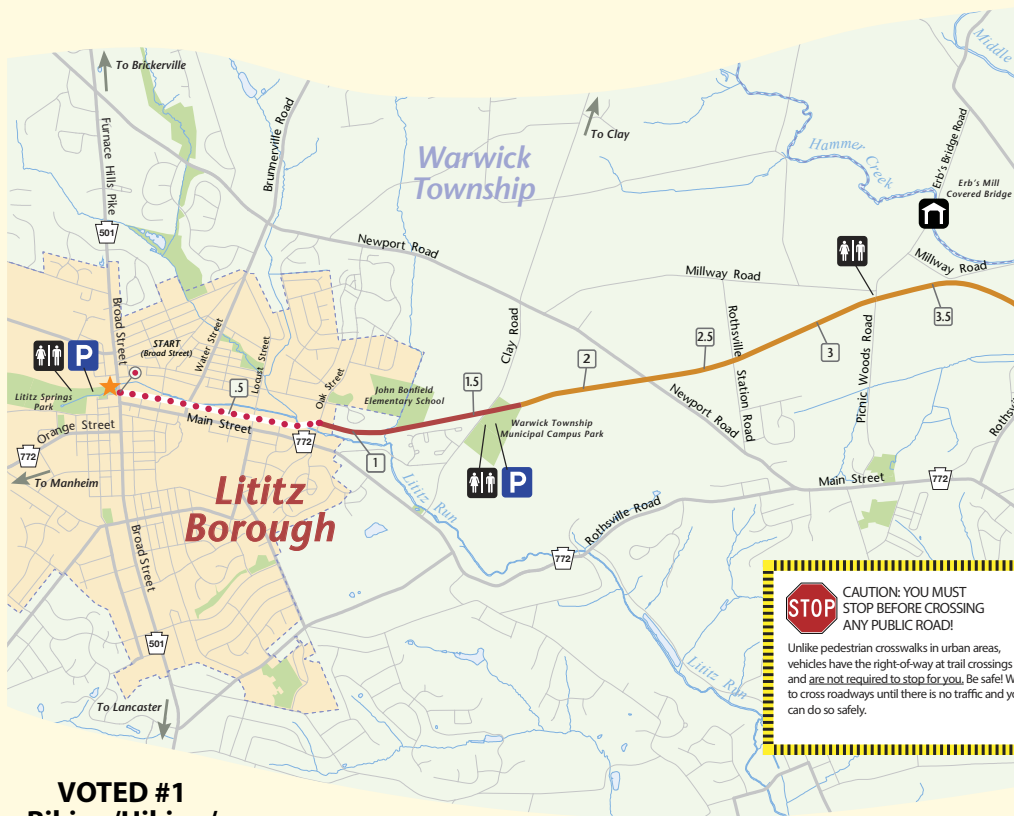 To Brickerville
Furnace Hills Pike
Brunnerville Road
To Clay
Warwick
Township
Middle
Hammer Creek
Erb's Bridge Road
Erb's Mill
Covered Bridge
501
Newport Road
Millway Road
Millway Road
Broad Street
START
(Broad Street)
Water Street
Locust Street
Oak Street
Clay Road
Rothsville Station Road
Picnic Woods Road
3.5
3
2.5
2
1.5
.5
1
P
Lititz Springs
Park
John Bonfield
Elementary School
Warwick Township
Municipal Campus Park
P
Orange Street
Main Street
772
772
To Manheim
Newport Road
Main Street
772
Lititz
Borough
Lititz Run
Rothsville Road
772
Broad Street
501
To Lancaster
Lititz Run
STOP
CAUTION: YOU MUST
STOP BEFORE CROSSING
ANY PUBLIC ROAD!
Unlike pedestrian crosswalks in urban areas,
vehicles have the right-of-way at trail crossings
and are not required to stop for you. Be safe!
to cross roadways until there is no traffic and
can do so safely.
VOTED #1